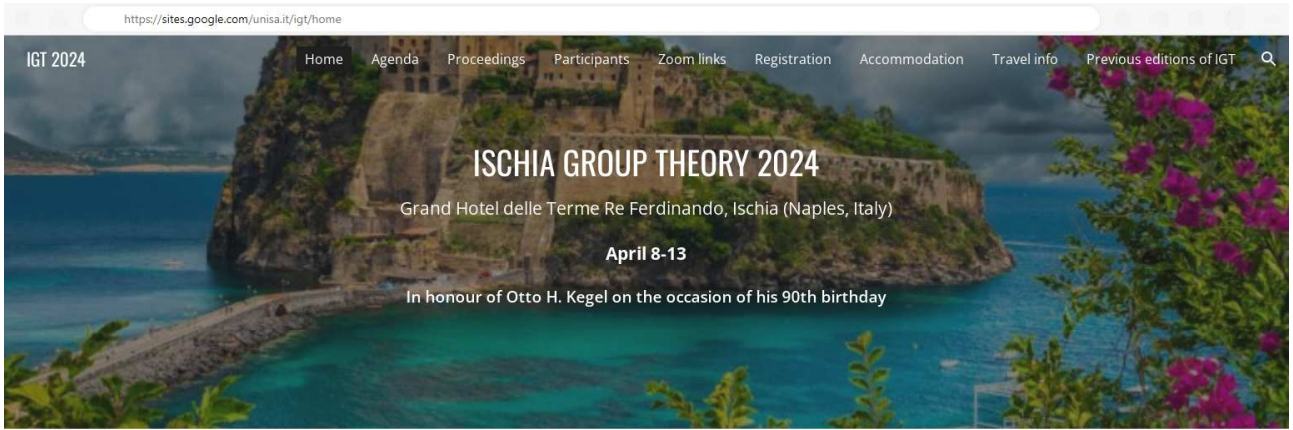 https://sites.google.com/unisa.it/igt/home
IGT 2024 Home Agenda Proceedings Participants Zoom links Registration Accommodation Travel info Previous editions of IGT
ISCHIA GROUP THEORY 2024
Grand Hotel delle Terme Re Ferdinando, Ischia (Naples, Italy)
April 8-13
In honour of Otto H. Kegel on the occasion of his 90th birthday